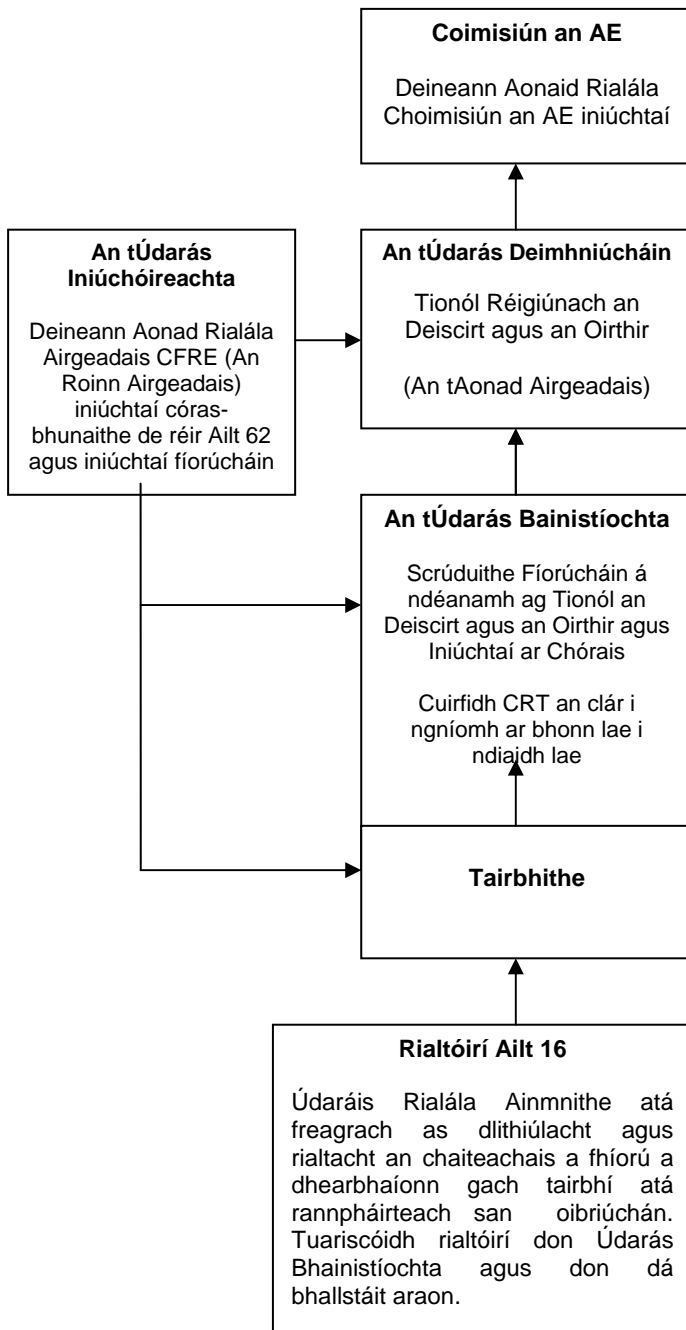 Coimisiún an AE
Deineann Aonaid Rialála
Choimisiún an AE iniúchtaí
An tÚdarás
Iniúchóireachta
Deineann Aonad Rialála
Airgeadais CFRE (An
Roinn Airgeadais)
iniúchtaí córas-
bhunaithe de réir Ailt 62
agus iniúchtaí fíorúcháin
An tÚdarás Deimhniúcháin
Tionól Réigiúnach an
Deiscirt agus an Oirthir
(An tAonad Airgeadais)
An tÚdarás Bainistíochta
Scrúduithe Fíorúcháin á
ndéanamh ag Tionól an
Deiscirt agus an Oirthir agus
Iniúchtaí ar Chórais
Cuirfidh CRT an clár i
ngníomh ar bhonn lae i
ndiaidh lae
Tairbhithe
Rialtóirí Ailt 16
Údaráis Rialála Ainmnithe atá
freagrach as dlithiúlacht agus
rialtacht an chaiteachais a fhíorú a
dhearbhaíonn gach tairbhí atá
rannpháirteach san oibriúchán.
Tuariscóidh rialtóirí don Údarás
Bhainistíochta agus don dá
bhallstáit araon.